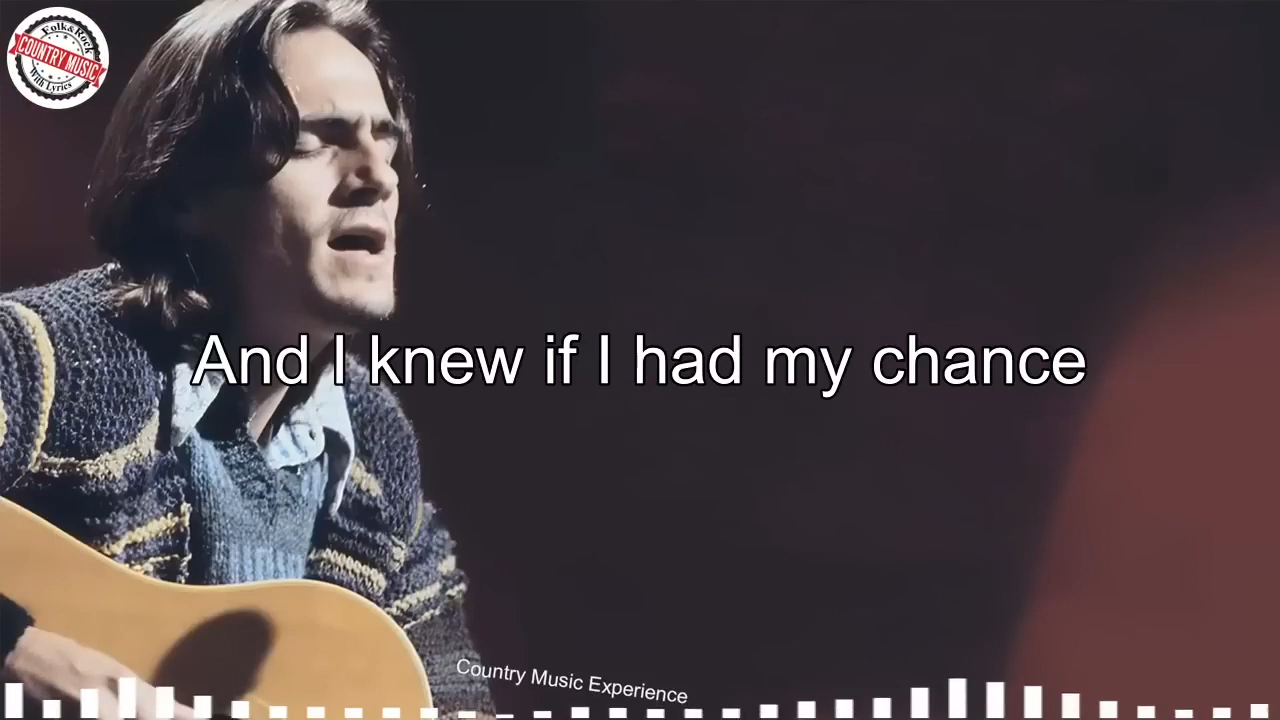 Folk&Rock
COUNTRY MUSIC
With Lyrics
And I knew if I had my chance
Country Music Experience